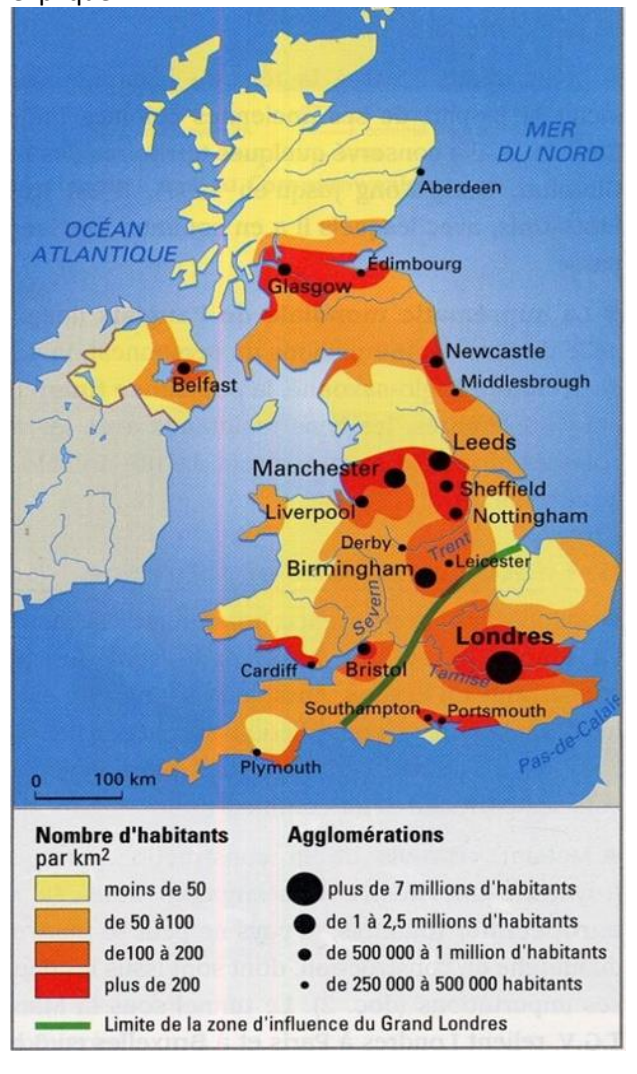 MER
DU NORD
Aberdeen
OCÉAN
ATLANTIQUE
Édimbourg
Glasgow
Newcastle
Belfast
Middlesbrough
Leeds
Manchester
Sheffield
Liverpool
Nottingham
Derby
Trent
Leicester
Birmingham
Severn
Londres
Cardiff
Bristol
Tamise
Southampton
Portsmouth
Pas-de-Calais
Plymouth
0 100 km
Nombre d'habitants
par km2
moins de 50
de 50 à100
de100 à 200
plus de 200
Agglomérations
plus de 7 millions d'habitants
de 1 à 2,5 millions d'habitants
de 500 000 à 1 million d'habitants
de 250 000 à 500 000 habitants
Limite de la zone d'influence du Grand Londres